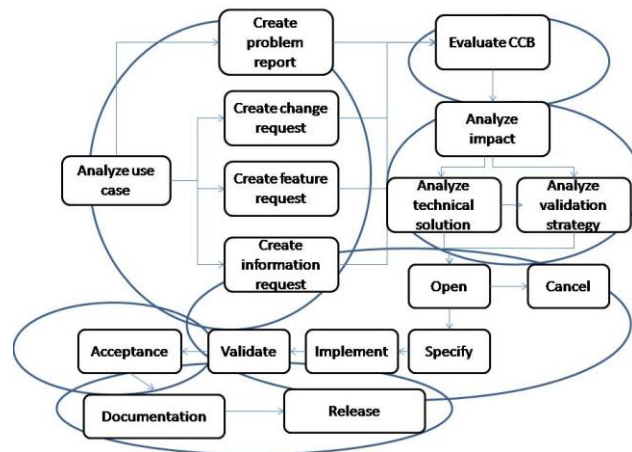 Create
problem
report
Evaluate CCB
Create change
request
Analyze
impact
Analyze use
case
Create feature
request
Analyze
technical
solution
Analyze
validation
strategy
Create
information
request
Open
Cancel
Acceptance
Validate
Implement
Specify
Documentation
Release